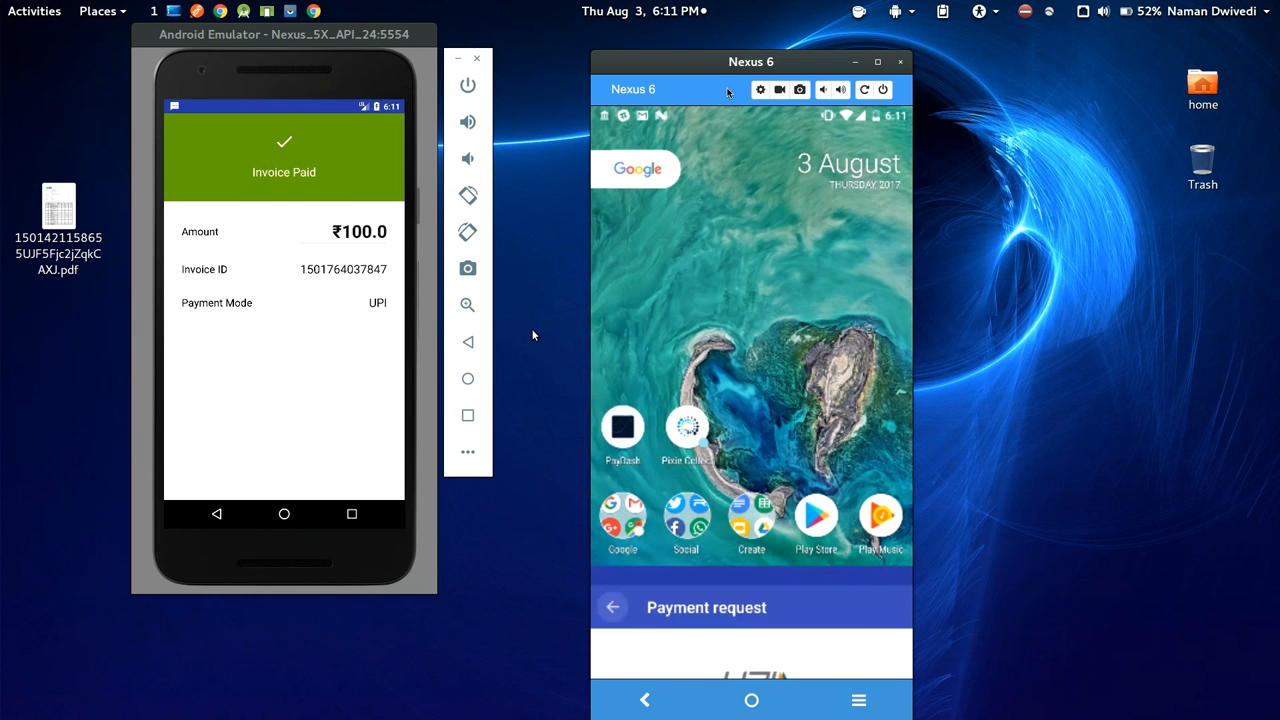 Activities Places 1 Thu Aug 3, 6:11 PM 52% Naman Dwivedi
Android Emulator - Nexus_5X_API_24:5554
6:11
Invoice Paid
Amount ₹100.0
Invoice ID 1501764037847
Payment Mode UPI
150142115865
5UJF5Fjc2jZqkC
AXJ.pdf
Nexus 6
Nexus 6
6:11
Google
3 August
THURSDAY, 2017
PayDash Pixie Collec
Google Social Create Play Store Play Music
Payment request
home
Trash